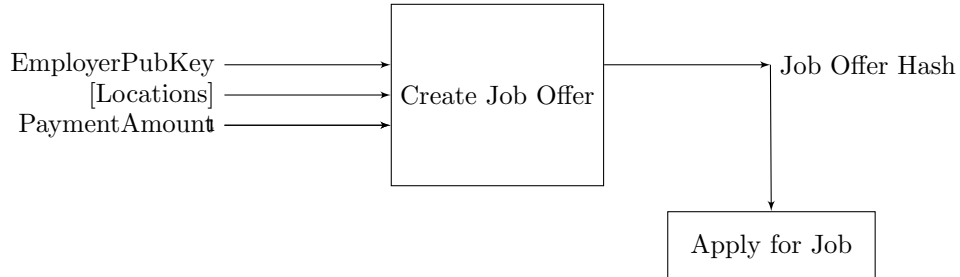 EmployerPubKey
[Locations]
PaymentAmount
Create Job Offer
Job Offer Hash
Apply for Job